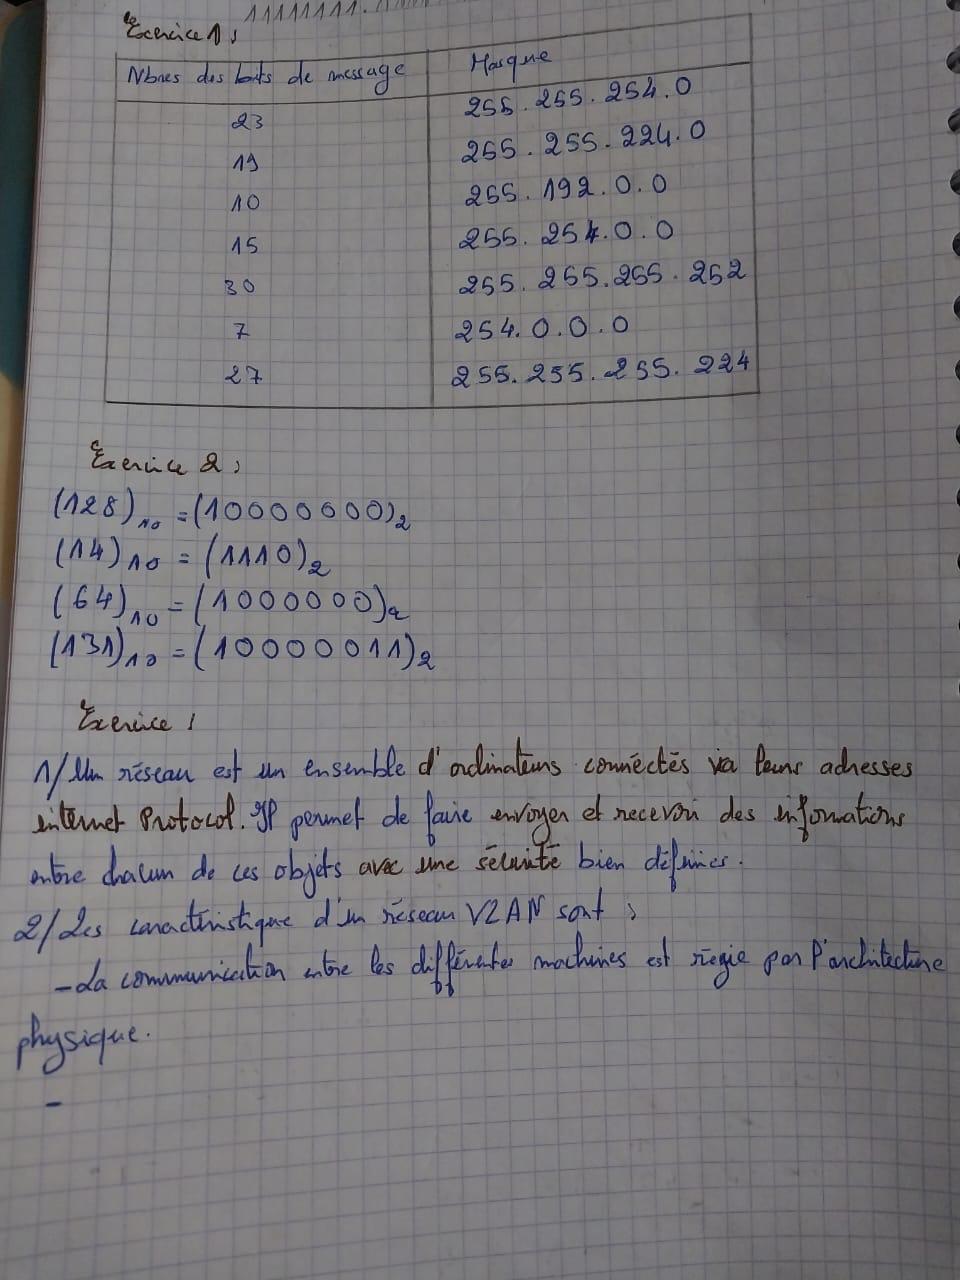 Exercice 1 :
11111111.
Nbres des bits de message Masque
23 255.255.254.0
19 255.255.224.0
10 255.192.0.0
15 255.254.0.0
30 255.255.255.252
7 254.0.0.0
27 255.255.255.224
Exercice 2 :
(128)10 = (10000000)2
(14)10 = (1110)2
(64)10 = (1000000)2
(131)10 = (10000011)2
Exercice :
1/ Un réseau est un ensemble d'ordinateurs connéctés via leurs adresses
internet Protocol. Il permet de faire envoyer et recevoir des informations
entre chacun de ces objets avec une sécurité bien définies.
2/ Les caractéristique d'un réseau VLAN sont :
- La communication entre les différentes machines est régie par l'architecture
physique.
-